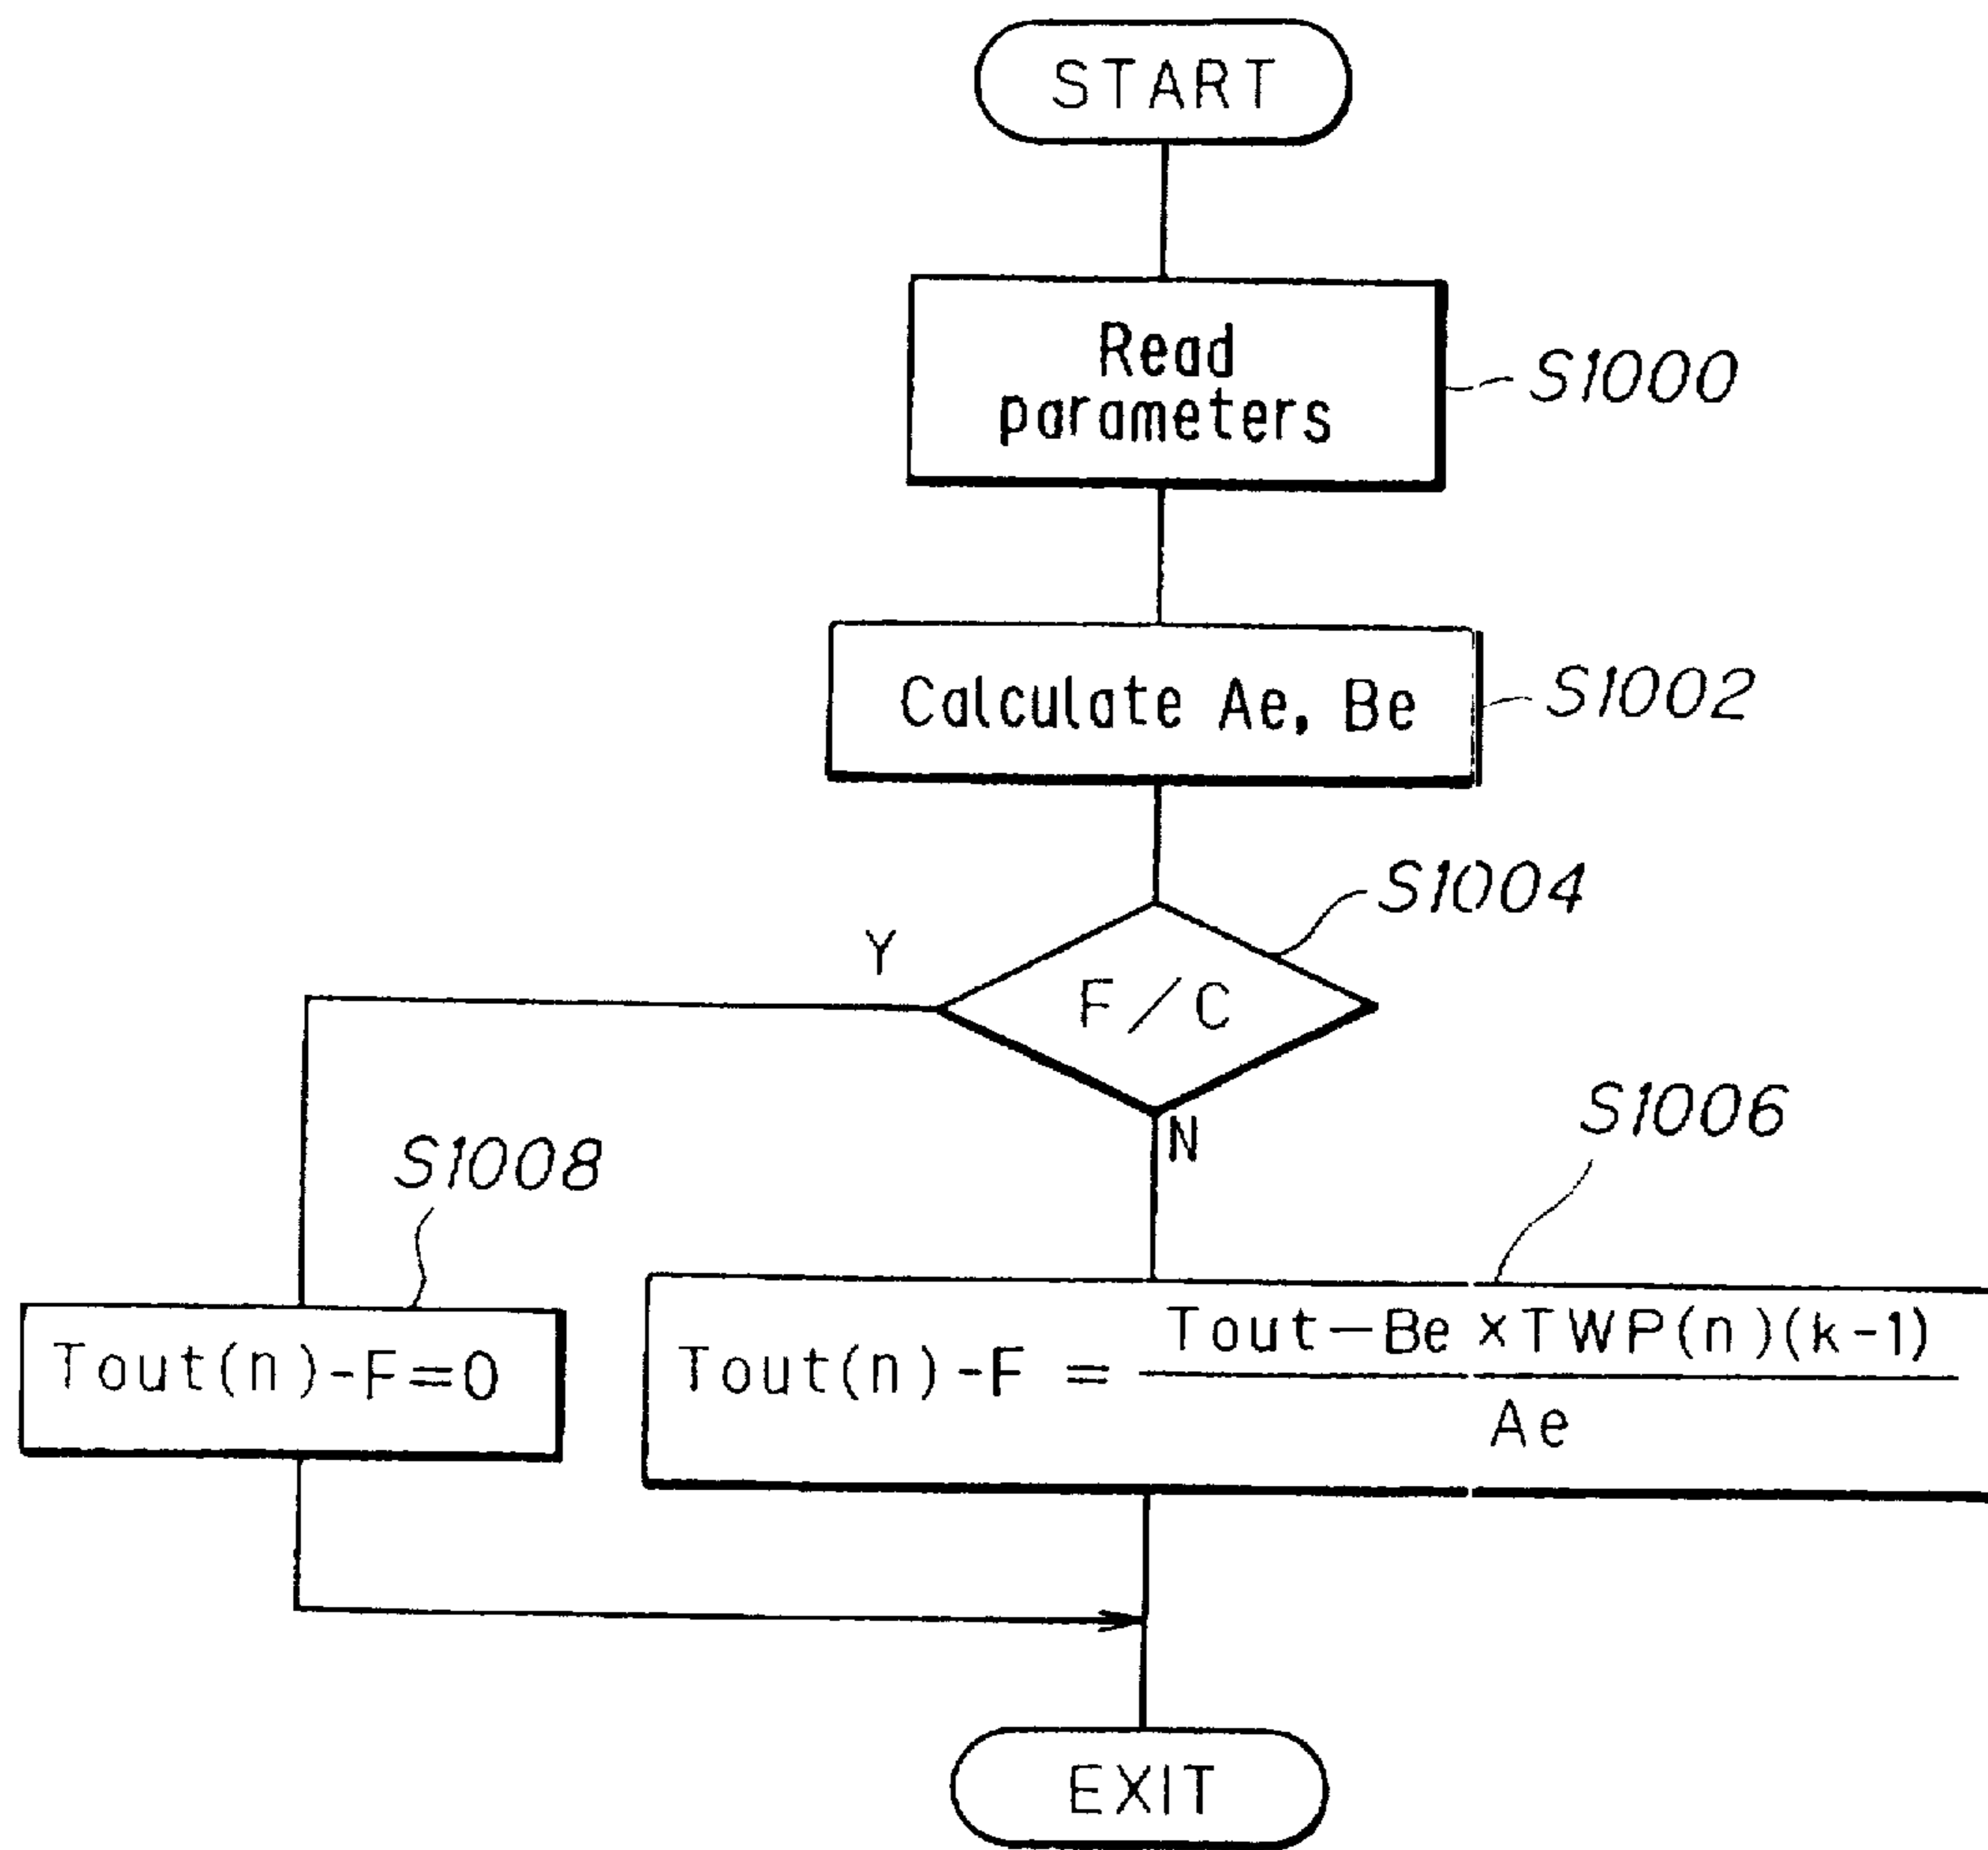 START
Read
parameters
S1000
Calculate Ae, Be
S1002
S1004
Y
F/C
N
S1006
S1008
Tout(n)-F=0
Tout(n)-F = Tout-Be×TWP(n)(k-1)
Ae
EXIT